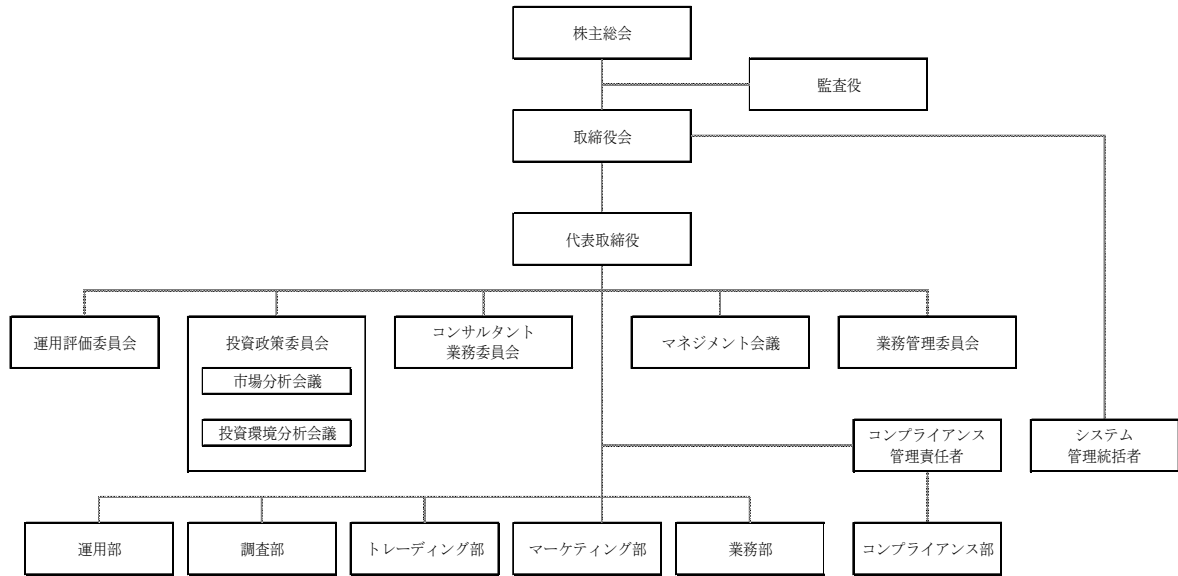 株主総会
監査役
取締役会
代表取締役
運用評価委員会
投資政策委員会
市場分析会議
投資環境分析会議
コンサルタント
業務委員会
マネジメント会議
業務管理委員会
コンプライアンス
管理責任者
システム
管理統括者
運用部
調査部
トレーディング部
マーケティング部
業務部
コンプライアンス部